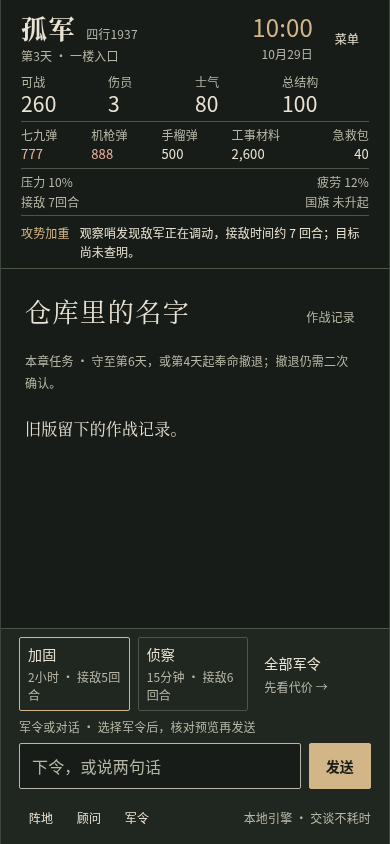 孤军 四行1937 10:00 菜单
第3天 · 一楼入口 10月29日
可战 伤员 士气 总结构
260 3 80 100
七九弹 机枪弹 手榴弹 工事材料 急救包
777 888 500 2,600 40
压力 10% 疲劳 12%
接敌 7回合 国旗 未升起
攻势加重 观察哨发现敌军正在调动，接敌时间约 7 回合；目标
尚未查明。
仓库里的名字 作战记录
本章任务 · 守至第6天，或第4天起奉命撤退；撤退仍需二次
确认。
旧版留下的作战记录。
加固 侦察 全部军令
2小时 · 接敌5回
合
15分钟 · 接敌6
回合
先看代价 →
军令或对话 · 选择军令后，核对预览再发送
下令，或说两句话 发送
阵地 顾问 军令 本地引擎 · 交谈不耗时